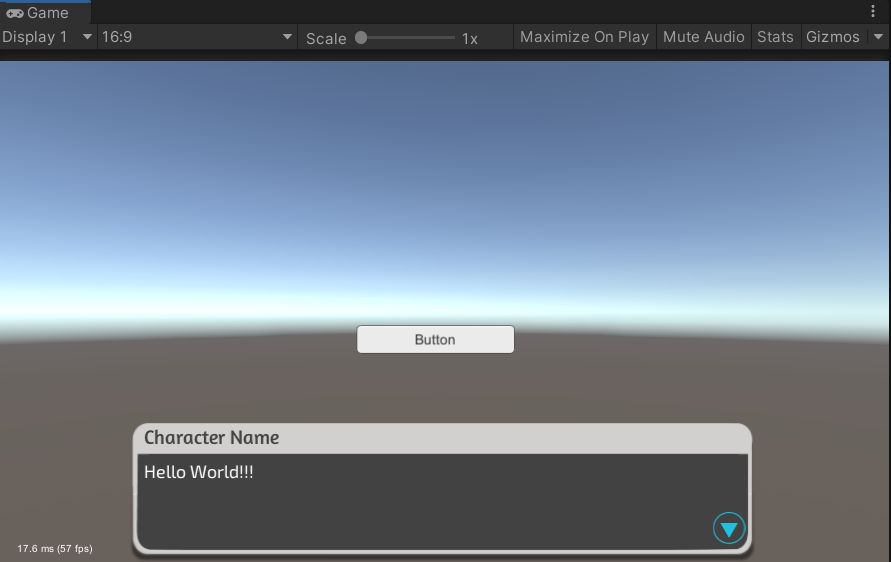 Game
Display 1 16:9 Scale 1x Maximize On Play Mute Audio Stats Gizmos
Button
Character Name
Hello World!!!
17.6 ms (57 fps)